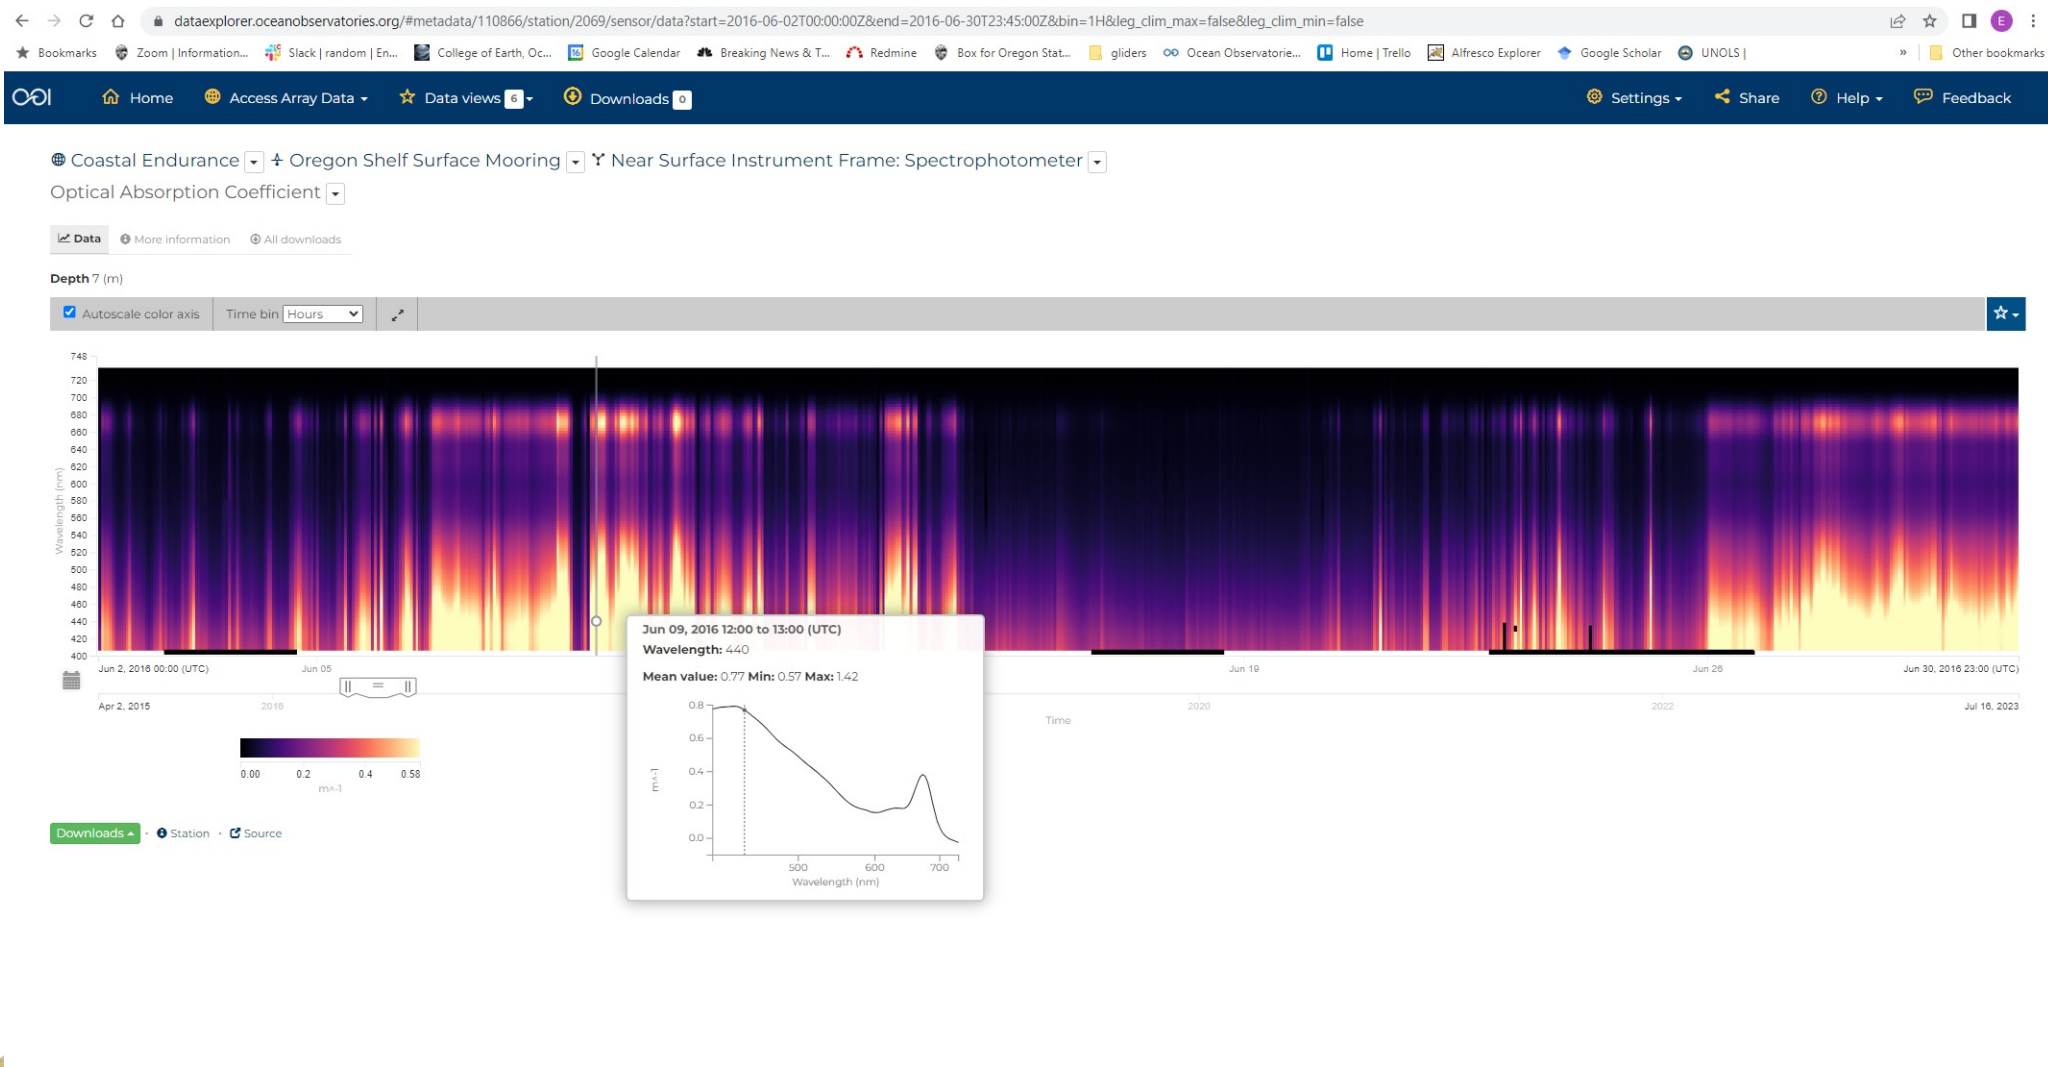 dataexplorer.oceanobservatories.org/#metadata/110866/station/2069/sensor/data?start=2016-06-02T00:00:00Z&end=2016-06-30T23:45:00Z&bin=1H&leg_clim_max=false&leg_clim_min=false E
Bookmarks Zoom | Information... Slack | random | En... College of Earth, Oc... 16 Google Calendar Breaking News & T... Redmine Box for Oregon Stat... gliders Ocean Observatorie... Home | Trello Alfresco Explorer Google Scholar UNOLS | » Other bookmarks
OOI Home Access Array Data Data views 6 Downloads 0 Settings Share Help Feedback
Coastal Endurance Oregon Shelf Surface Mooring Near Surface Instrument Frame: Spectrophotometer
Optical Absorption Coefficient
Data More information All downloads
Depth 7 (m)
Autoscale color axis Time bin Hours
748
720
700
680
660
640
620
600
580
560
540
520
500
480
460
440
420
400
Wavelength (nm)
Jun 2, 2016 00:00 (UTC) Jun 05 Jun 19 Jun 26 Jun 30, 2016 23:00 (UTC)
Apr 2, 2015 2016 2020 2022 Jul 16, 2023
Time
0.00 0.2 0.4 0.58
m^-1
Jun 09, 2016 12:00 to 13:00 (UTC)
Wavelength: 440
Mean value: 0.77 Min: 0.57 Max: 1.42
0.8
0.6
0.4
0.2
0.0
m^-1
500 600 700
Wavelength (nm)
Downloads · Station · Source